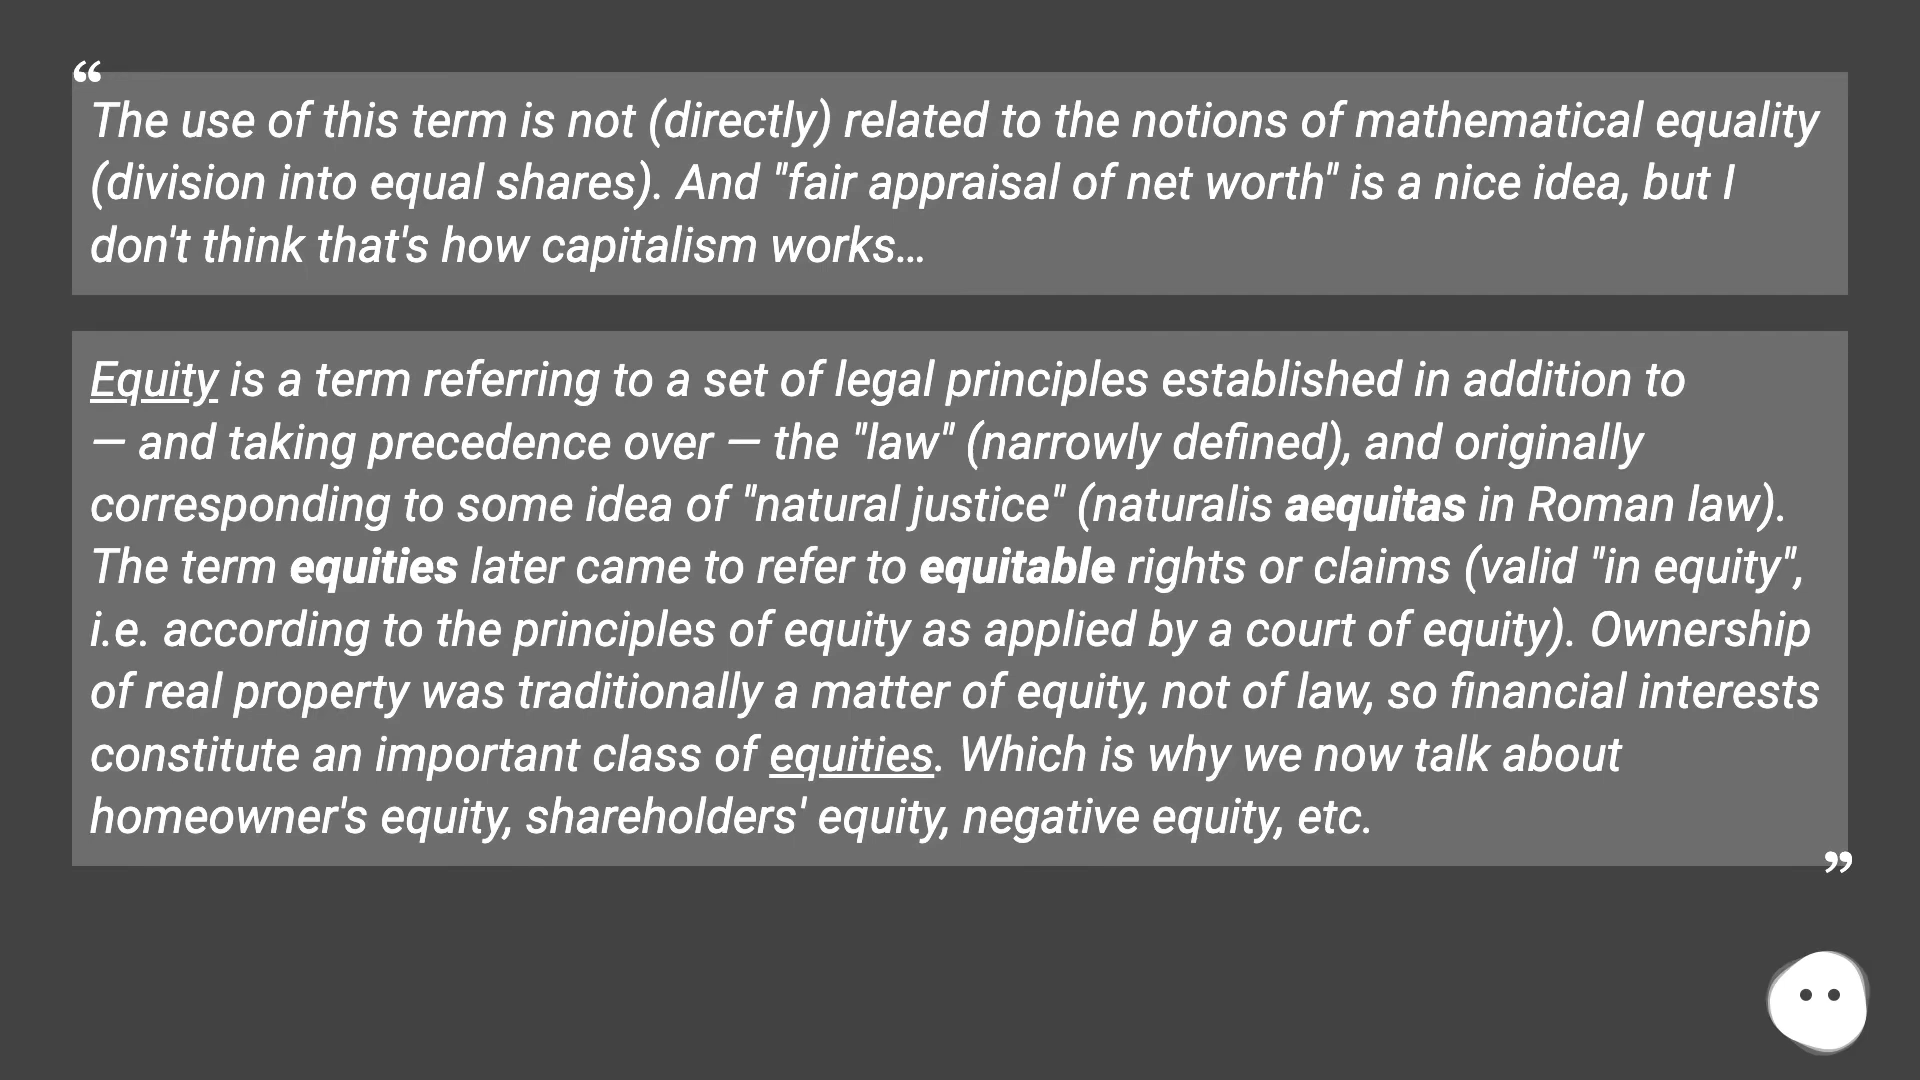 “
The use of this term is not (directly) related to the notions of mathematical equality
(division into equal shares). And "fair appraisal of net worth" is a nice idea, but I
don't think that's how capitalism works…
Equity is a term referring to a set of legal principles established in addition to
— and taking precedence over — the "law" (narrowly defined), and originally
corresponding to some idea of "natural justice" (naturalis aequitas in Roman law).
The term equities later came to refer to equitable rights or claims (valid "in equity",
i.e. according to the principles of equity as applied by a court of equity). Ownership
of real property was traditionally a matter of equity, not of law, so financial interests
constitute an important class of equities. Which is why we now talk about
homeowner's equity, shareholders' equity, negative equity, etc.
”